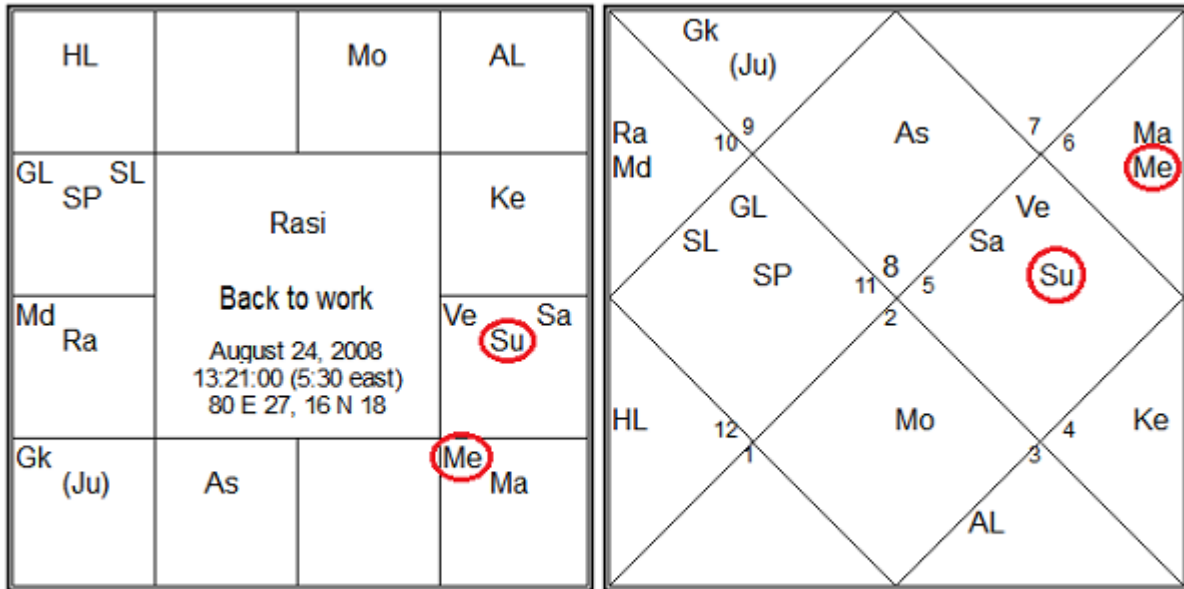 HL Mo AL
GL SL
SP
Ke
Rasi
Back to work
August 24, 2008
13:21:00 (5:30 east)
80 E 27, 16 N 18
Md
Ra
Ve Sa
Su
Gk
(Ju)
As
Me
Ma
Gk
(Ju)
Ra
Md
10 9
As
7
6
Ma
Me
GL
SL
SP
Ve
Sa
Su
11 8 5
2
HL
12
1
Mo
4
3
Ke
AL